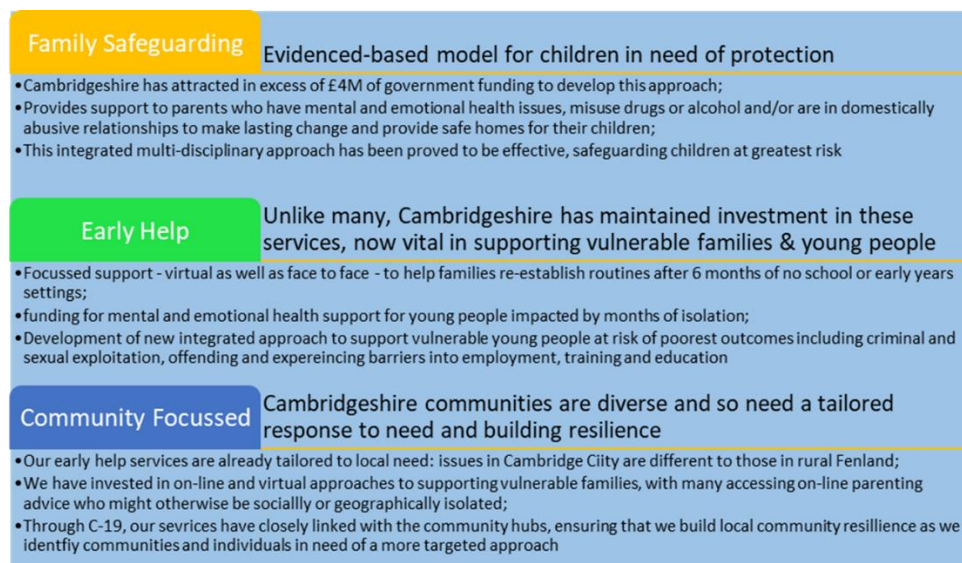 Family Safeguarding
Evidenced-based model for children in need of protection
•Cambridgeshire has attracted in excess of £4M of government funding to develop this approach;
•Provides support to parents who have mental and emotional health issues, misuse drugs or alcohol and/or are in domestically
abusive relationships to make lasting change and provide safe homes for their children;
•This integrated multi-disciplinary approach has been proved to be effective, safeguarding children at greatest risk
Early Help
Unlike many, Cambridgeshire has maintained investment in these
services, now vital in supporting vulnerable families & young people
•Focussed support - virtual as well as face to face - to help families re-establish routines after 6 months of no school or early years
settings;
•funding for mental and emotional health support for young people impacted by months of isolation;
•Development of new integrated approach to support vulnerable young people at risk of poorest outcomes including criminal and
sexual exploitation, offending and expereincing barriers into employment, training and education
Community Focussed
Cambridgeshire communities are diverse and so need a tailored
response to need and building resilience
•Our early help services are already tailored to local need: issues in Cambridge Ciity are different to those in rural Fenland;
•We have invested in on-line and virtual approaches to supporting vulnerable families, with many accessing on-line parenting
advice who might otherwise be sociallly or geographically isolated;
•Through C-19, our sevrices have closely linked with the community hubs, ensuring that we build local community resillience as we
identfiy communities and individuals in need of a more targeted approach